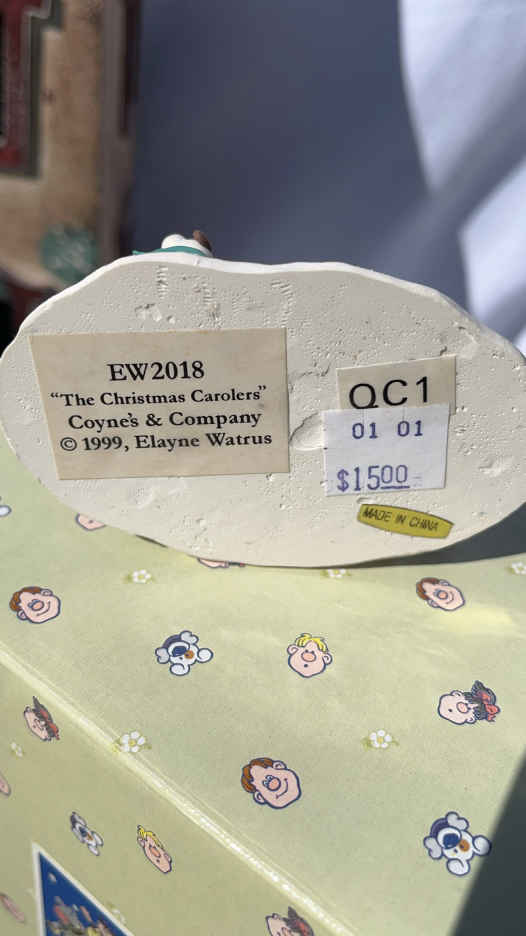 EW2018
"The Christmas Carolers"
Coyne's & Company
© 1999, Elayne Watrus
QC1
01 01
$1500
MADE IN CHINA